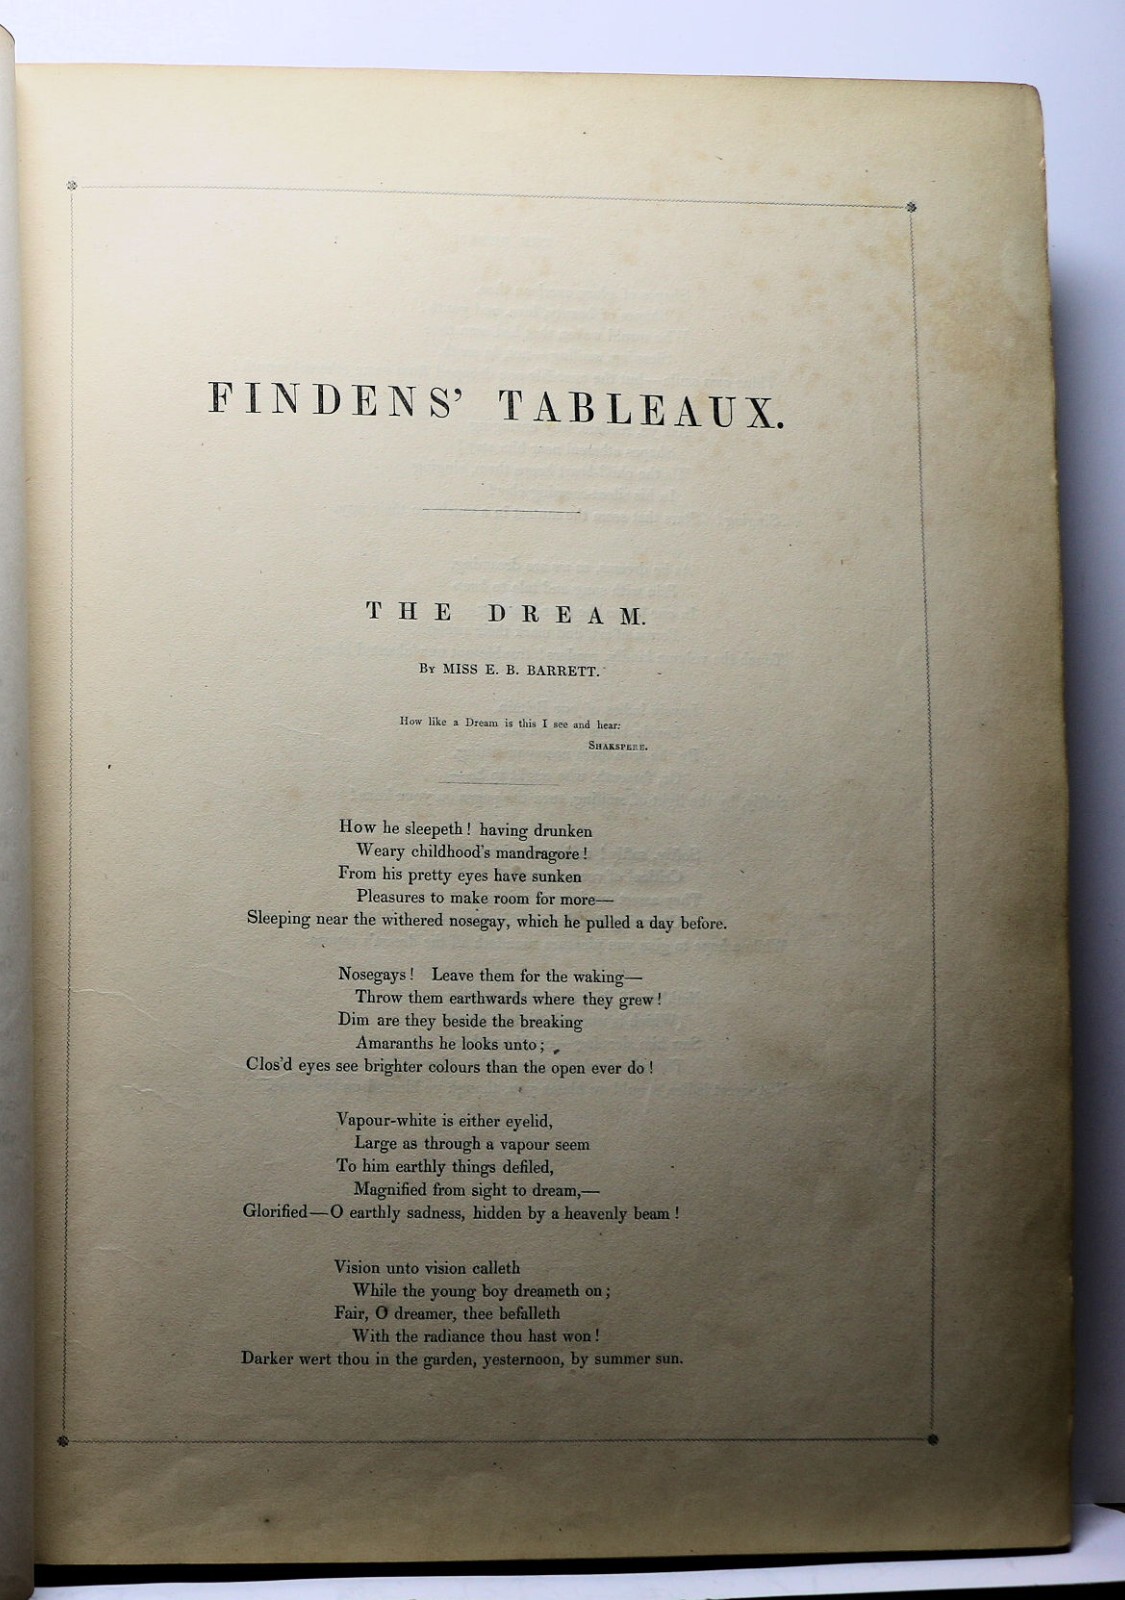 FINDENS' TABLEAUX.
THE DREAM.
BY MISS E. B. BARRETT.
How like a Dream is this I see and hear:
SHAKSPERE.
How he sleepeth! having drunken
Weary childhood's mandragore!
From his pretty eyes have sunken
Pleasures to make room for more—
Sleeping near the withered nosegay, which he pulled a day before.
Nosegays! Leave them for the waking—
Throw them earthwards where they grew!
Dim are they beside the breaking
Amaranths he looks unto;
Clos'd eyes see brighter colours than the open ever do!
Vapour-white is either eyelid,
Large as through a vapour seem
To him earthly things defiled,
Magnified from sight to dream,—
Glorified—O earthly sadness, hidden by a heavenly beam!
Vision unto vision calleth
While the young boy dreameth on;
Fair, O dreamer, thee befalleth
With the radiance thou hast won!
Darker wert thou in the garden, yesternoon, by summer sun.